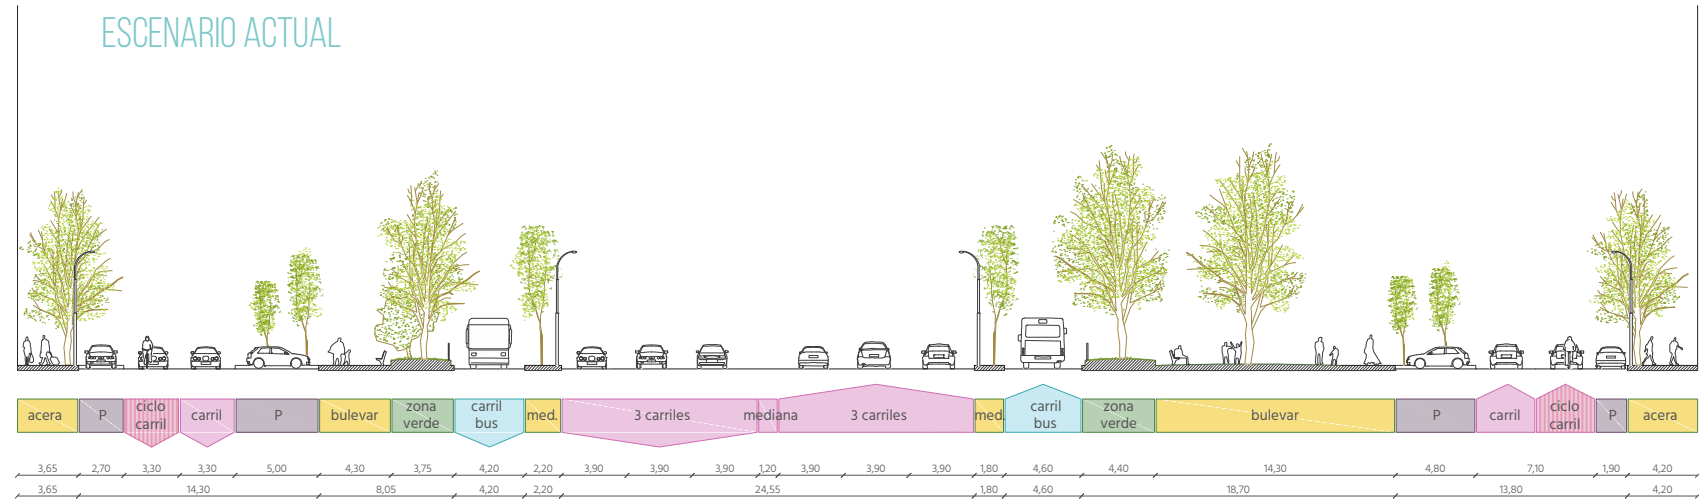 ESCENARIO ACTUAL
acera P ciclo carril carril P bulevar zona verde carril bus med. 3 carriles mediana 3 carriles med. carril bus zona verde bulevar P carril ciclo carril P acera
3,65 2,70 3,30 3,30 5,00 4,30 3,75 4,20 2,20 3,90 3,90 3,90 1,20 3,90 3,90 3,90 1,80 4,60 4,40 14,30 4,80 7,10 1,90 4,20
3,65 14,30 8,05 4,20 2,20 24,55 1,80 4,60 18,70 13,80 4,20